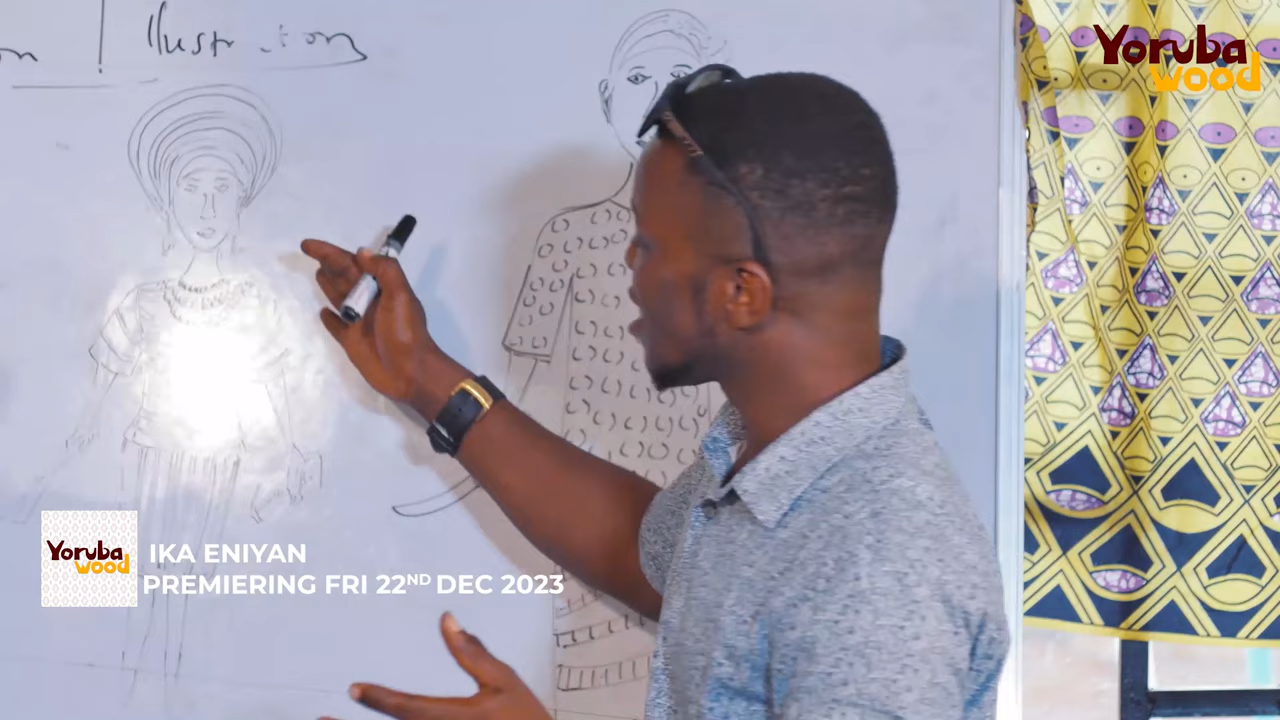 Illustration
Yoruba
wood
Yoruba
wood
IKA ENIYAN
PREMIERING FRI 22ND DEC 2023